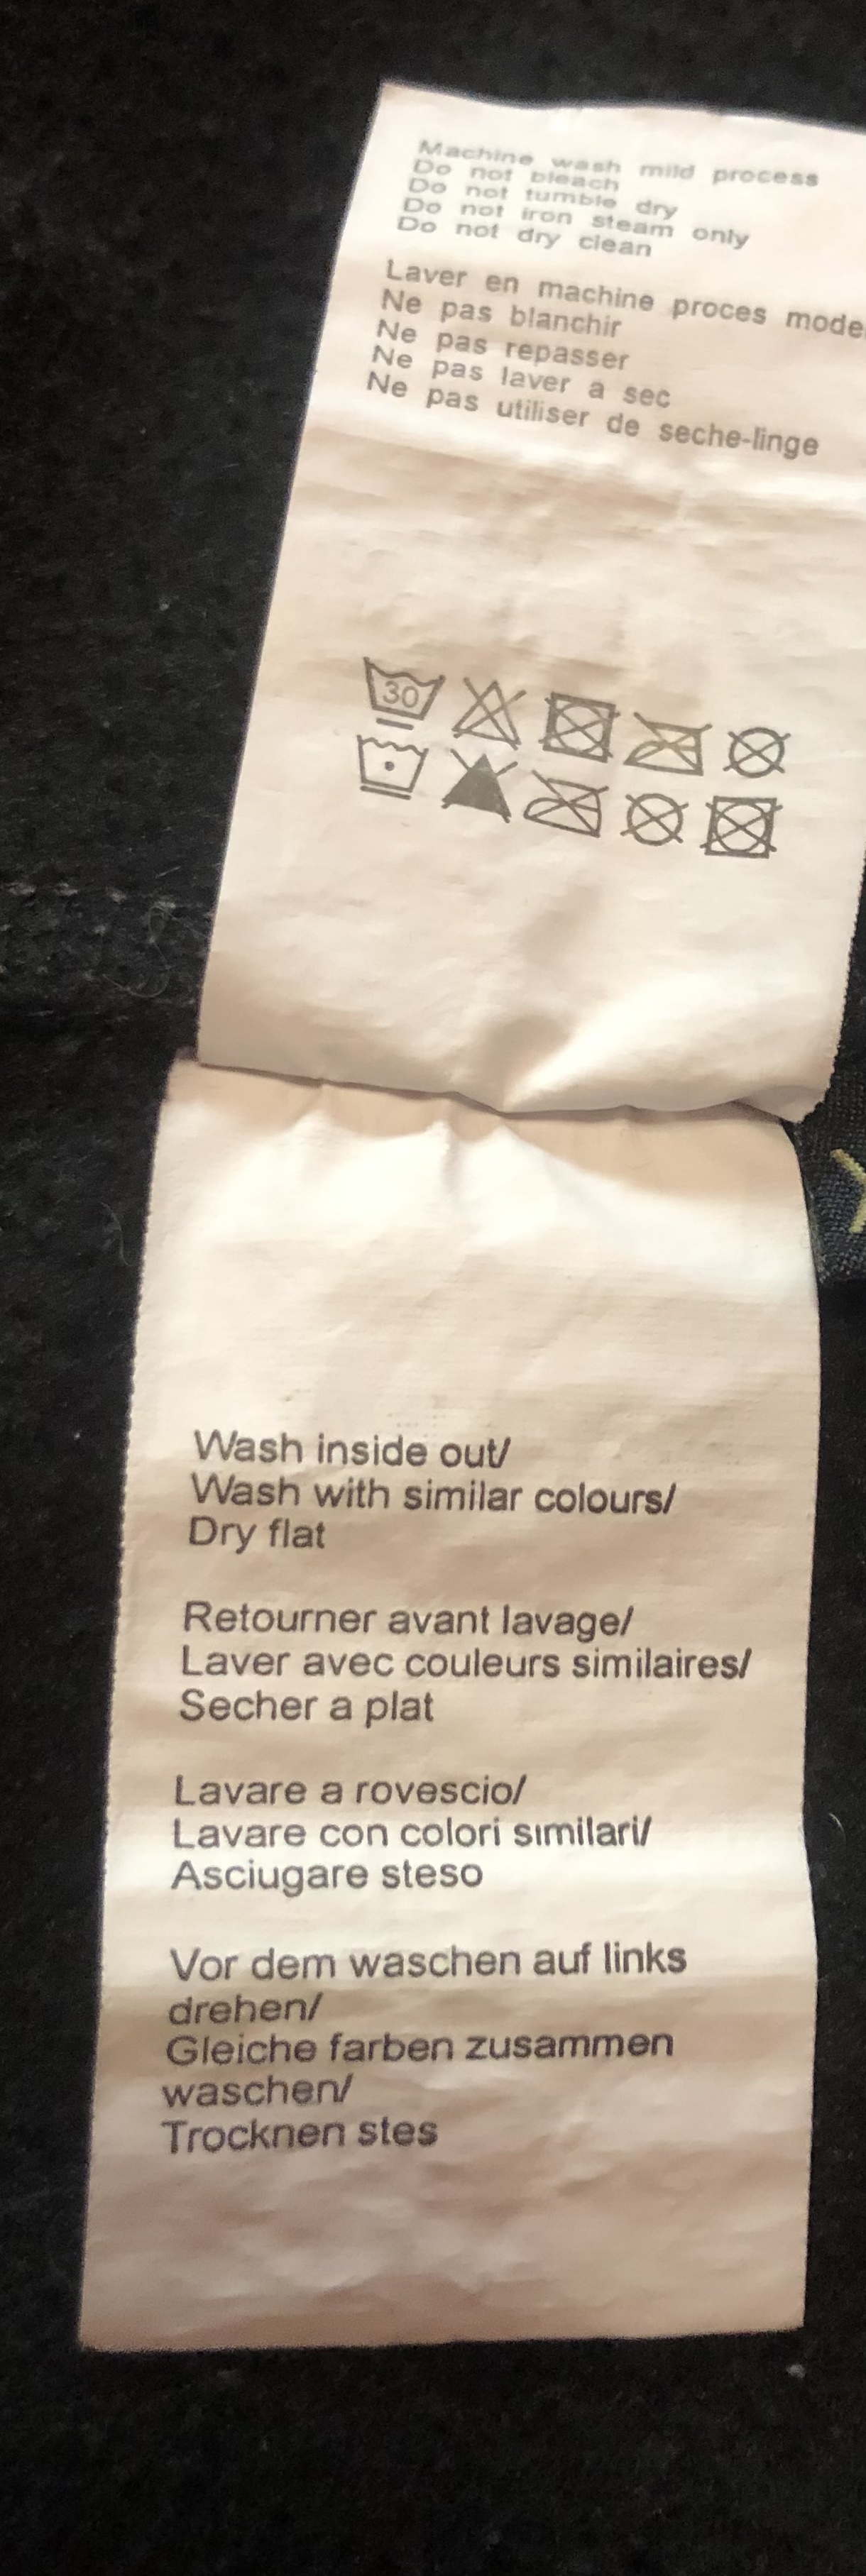 Machine wash mild process
Do not bleach
Do not tumble dry
Do not iron steam only
Do not dry clean
Laver en machine proces mode
Ne pas blanchir
Ne pas repasser
Ne pas laver a sec
Ne pas utiliser de seche-linge
30
Wash inside out/
Wash with similar colours/
Dry flat
Retourner avant lavage/
Laver avec couleurs similaires/
Secher a plat
Lavare a rovescio/
Lavare con colori similari/
Asciugare steso
Vor dem waschen auf links
drehen/
Gleiche farben zusammen
waschen/
Trocknen stes